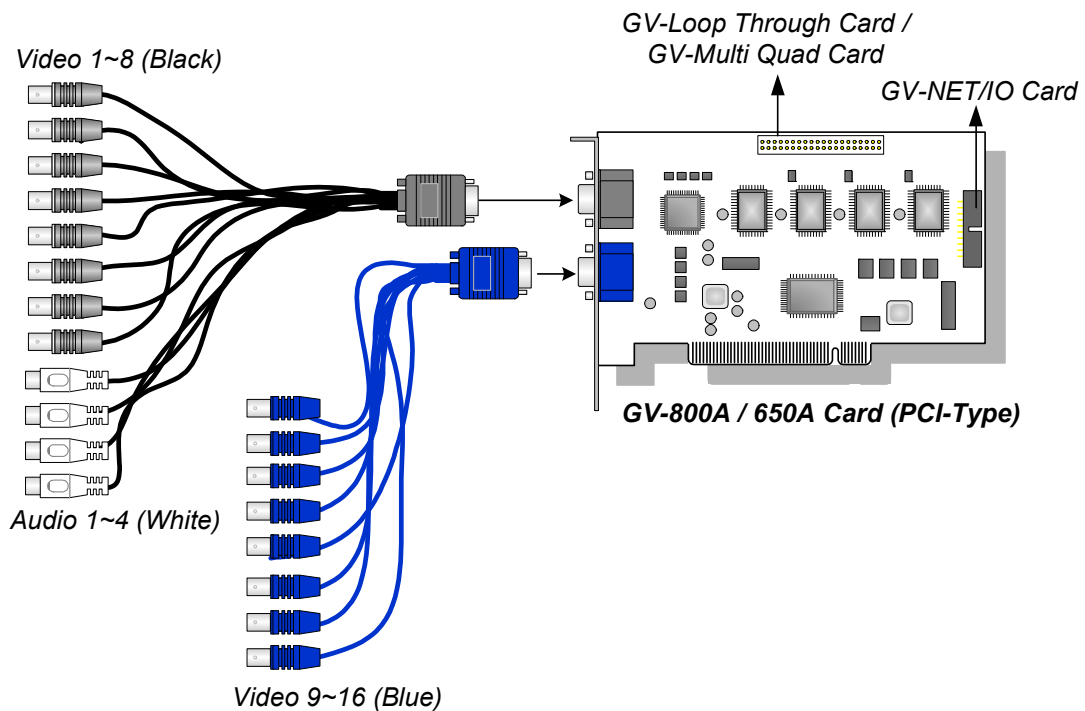 GV-Loop Through Card /
GV-Multi Quad Card
Video 1~8 (Black)
GV-NET/IO Card
GV-800A / 650A Card (PCI-Type)
Audio 1~4 (White)
Video 9~16 (Blue)